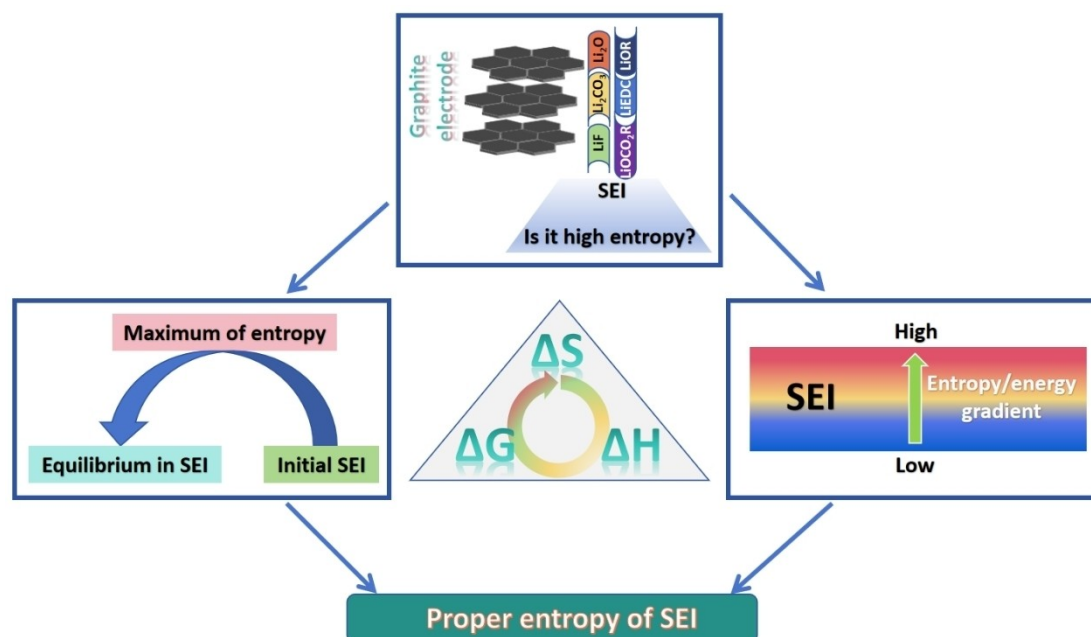 Graphite
electrode
Li₂O
Li₂CO₃
LiF
LiOR
LiEDC
LiOCO₂R
SEI
Is it high entropy?
Maximum of entropy
Equilibrium in SEI
Initial SEI
ΔS
ΔG
ΔH
High
SEI
Entropy/energy
gradient
Low
Proper entropy of SEI